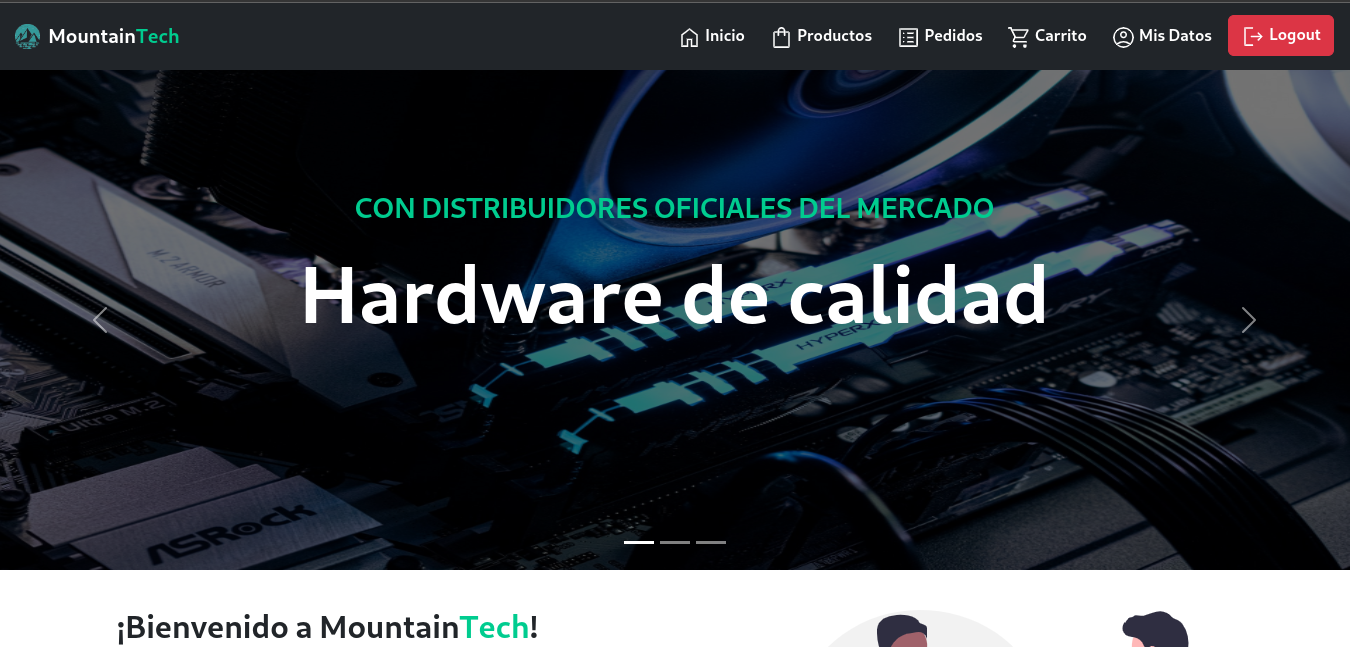 MountainTech
Inicio
Productos
Pedidos
Carrito
Mis Datos
Logout
CON DISTRIBUIDORES OFICIALES DEL MERCADO
Hardware de calidad
M2 ARMOR
HYPERX
Ultra M.2
ASRock
¡Bienvenido a MountainTech!